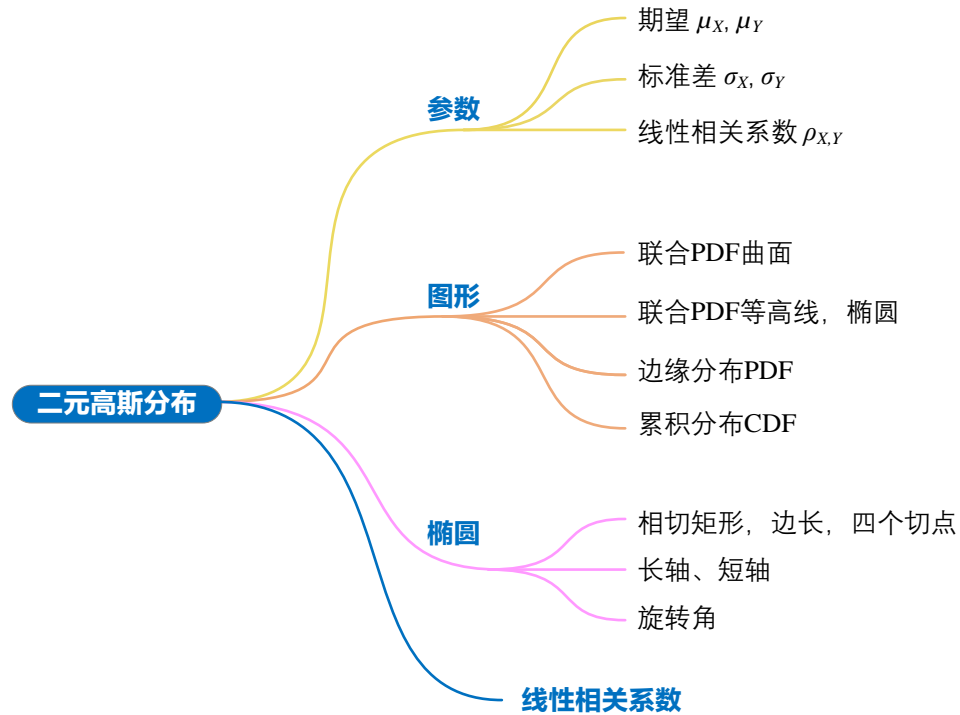 二元高斯分布
参数
期望 μX, μY
标准差 σX, σY
线性相关系数 ρX,Y
图形
联合PDF曲面
联合PDF等高线，椭圆
边缘分布PDF
累积分布CDF
椭圆
相切矩形，边长，四个切点
长轴、短轴
旋转角
线性相关系数